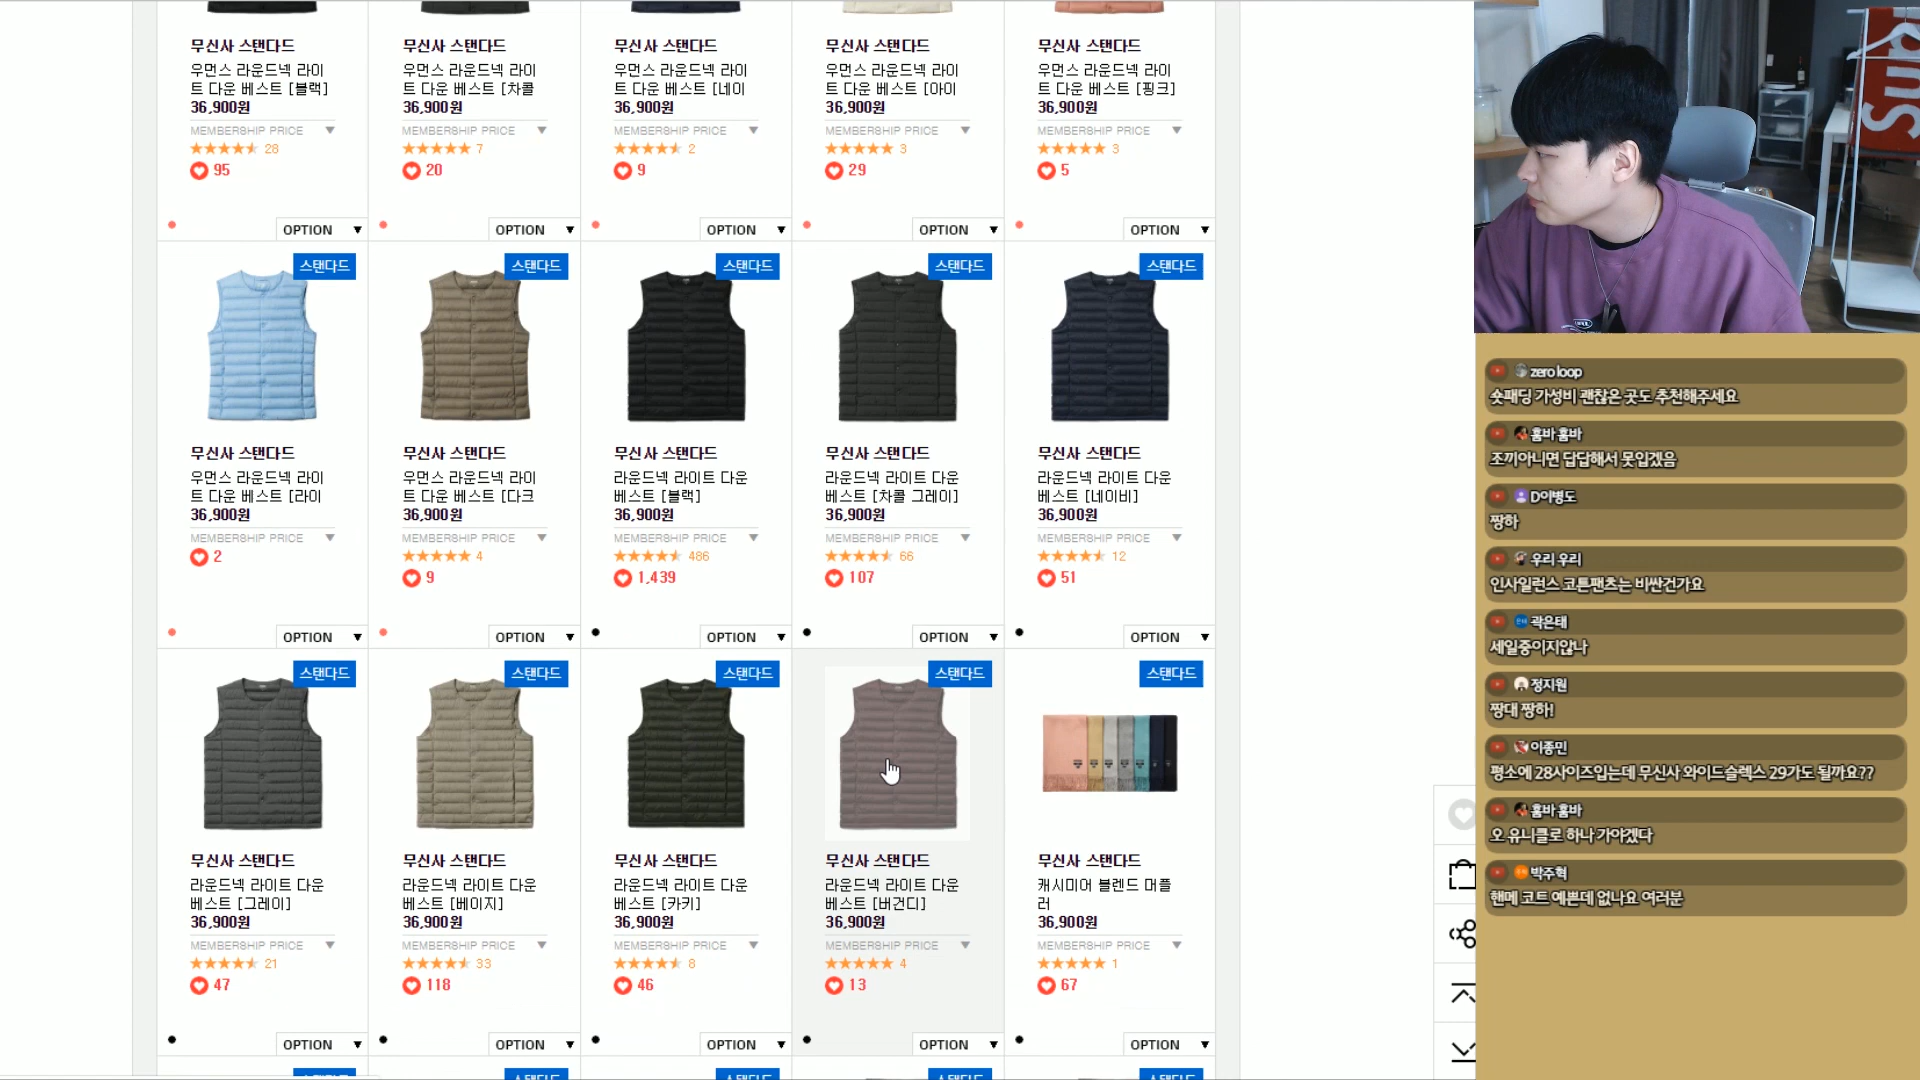 무신사 스탠다드
우먼스 라운드넥 라이
트 다운 베스트 [블랙]
36,900원
MEMBERSHIP PRICE ▼
28
95
OPTION ▼
무신사 스탠다드
우먼스 라운드넥 라이
트 다운 베스트 [차콜
36,900원
MEMBERSHIP PRICE ▼
7
20
OPTION ▼
무신사 스탠다드
우먼스 라운드넥 라이
트 다운 베스트 [네이
36,900원
MEMBERSHIP PRICE ▼
2
9
OPTION ▼
무신사 스탠다드
우먼스 라운드넥 라이
트 다운 베스트 [아이
36,900원
MEMBERSHIP PRICE ▼
3
29
OPTION ▼
무신사 스탠다드
우먼스 라운드넥 라이
트 다운 베스트 [핑크]
36,900원
MEMBERSHIP PRICE ▼
3
5
OPTION ▼
스탠다드
무신사 스탠다드
우먼스 라운드넥 라이
트 다운 베스트 [라이
36,900원
MEMBERSHIP PRICE ▼
2
OPTION ▼
스탠다드
무신사 스탠다드
우먼스 라운드넥 라이
트 다운 베스트 [다크
36,900원
MEMBERSHIP PRICE ▼
4
9
OPTION ▼
스탠다드
무신사 스탠다드
라운드넥 라이트 다운
베스트 [블랙]
36,900원
MEMBERSHIP PRICE ▼
486
1,439
OPTION ▼
스탠다드
무신사 스탠다드
라운드넥 라이트 다운
베스트 [차콜 그레이]
36,900원
MEMBERSHIP PRICE ▼
66
107
OPTION ▼
스탠다드
무신사 스탠다드
라운드넥 라이트 다운
베스트 [네이비]
36,900원
MEMBERSHIP PRICE ▼
12
51
OPTION ▼
스탠다드
무신사 스탠다드
라운드넥 라이트 다운
베스트 [그레이]
36,900원
MEMBERSHIP PRICE ▼
21
47
OPTION ▼
스탠다드
무신사 스탠다드
라운드넥 라이트 다운
베스트 [베이지]
36,900원
MEMBERSHIP PRICE ▼
33
118
OPTION ▼
스탠다드
무신사 스탠다드
라운드넥 라이트 다운
베스트 [카키]
36,900원
MEMBERSHIP PRICE ▼
8
46
OPTION ▼
스탠다드
무신사 스탠다드
라운드넥 라이트 다운
베스트 [버건디]
36,900원
MEMBERSHIP PRICE ▼
4
13
OPTION ▼
스탠다드
무신사 스탠다드
캐시미어 블렌드 머플
러
36,900원
MEMBERSHIP PRICE ▼
1
67
OPTION ▼
zero loop
숏패딩 가성비 괜찮은 곳도 추천해주세요
훔바 훔바
조끼아니면 답답해서 못입겠음
D이병도
짱하
우리 우리
인사일런스 코튼팬츠는 비싼건가요
곽은태
세일중이지않나
정지원
짱대 짱하!
이종민
평소에 28사이즈입는데 무신사 와이드슬렉스 29가도 될까요??
훔바 훔바
오 유니클로 하나 가야겠다
박주혁
핸메 코트 예쁜데 없나요 여러분